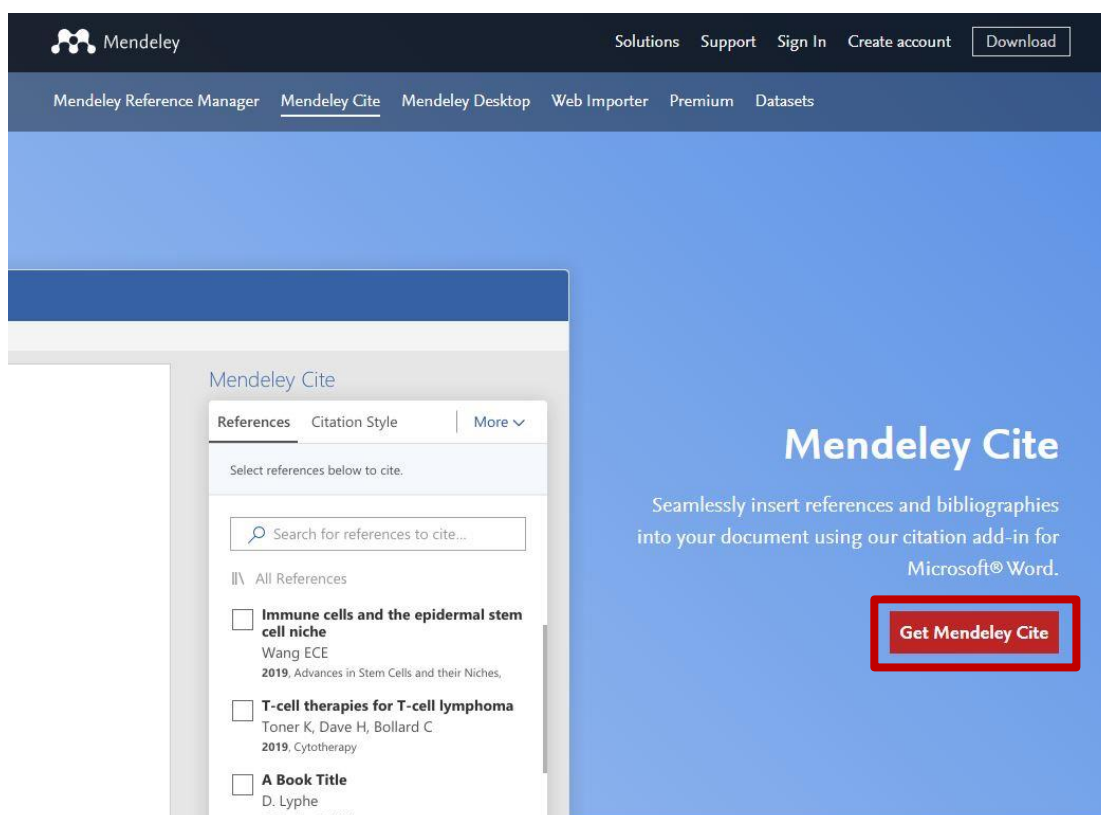 Mendeley
Solutions Support Sign In Create account Download
Mendeley Reference Manager Mendeley Cite Mendeley Desktop Web Importer Premium Datasets
Mendeley Cite
References Citation Style More
Select references below to cite.
Search for references to cite...
All References
Immune cells and the epidermal stem
cell niche
Wang ECE
2019, Advances in Stem Cells and their Niches,
T-cell therapies for T-cell lymphoma
Toner K, Dave H, Bollard C
2019, Cytotherapy
A Book Title
D. Lyphe
Mendeley Cite
Seamlessly insert references and bibliographies
into your document using our citation add-in for
Microsoft® Word.
Get Mendeley Cite